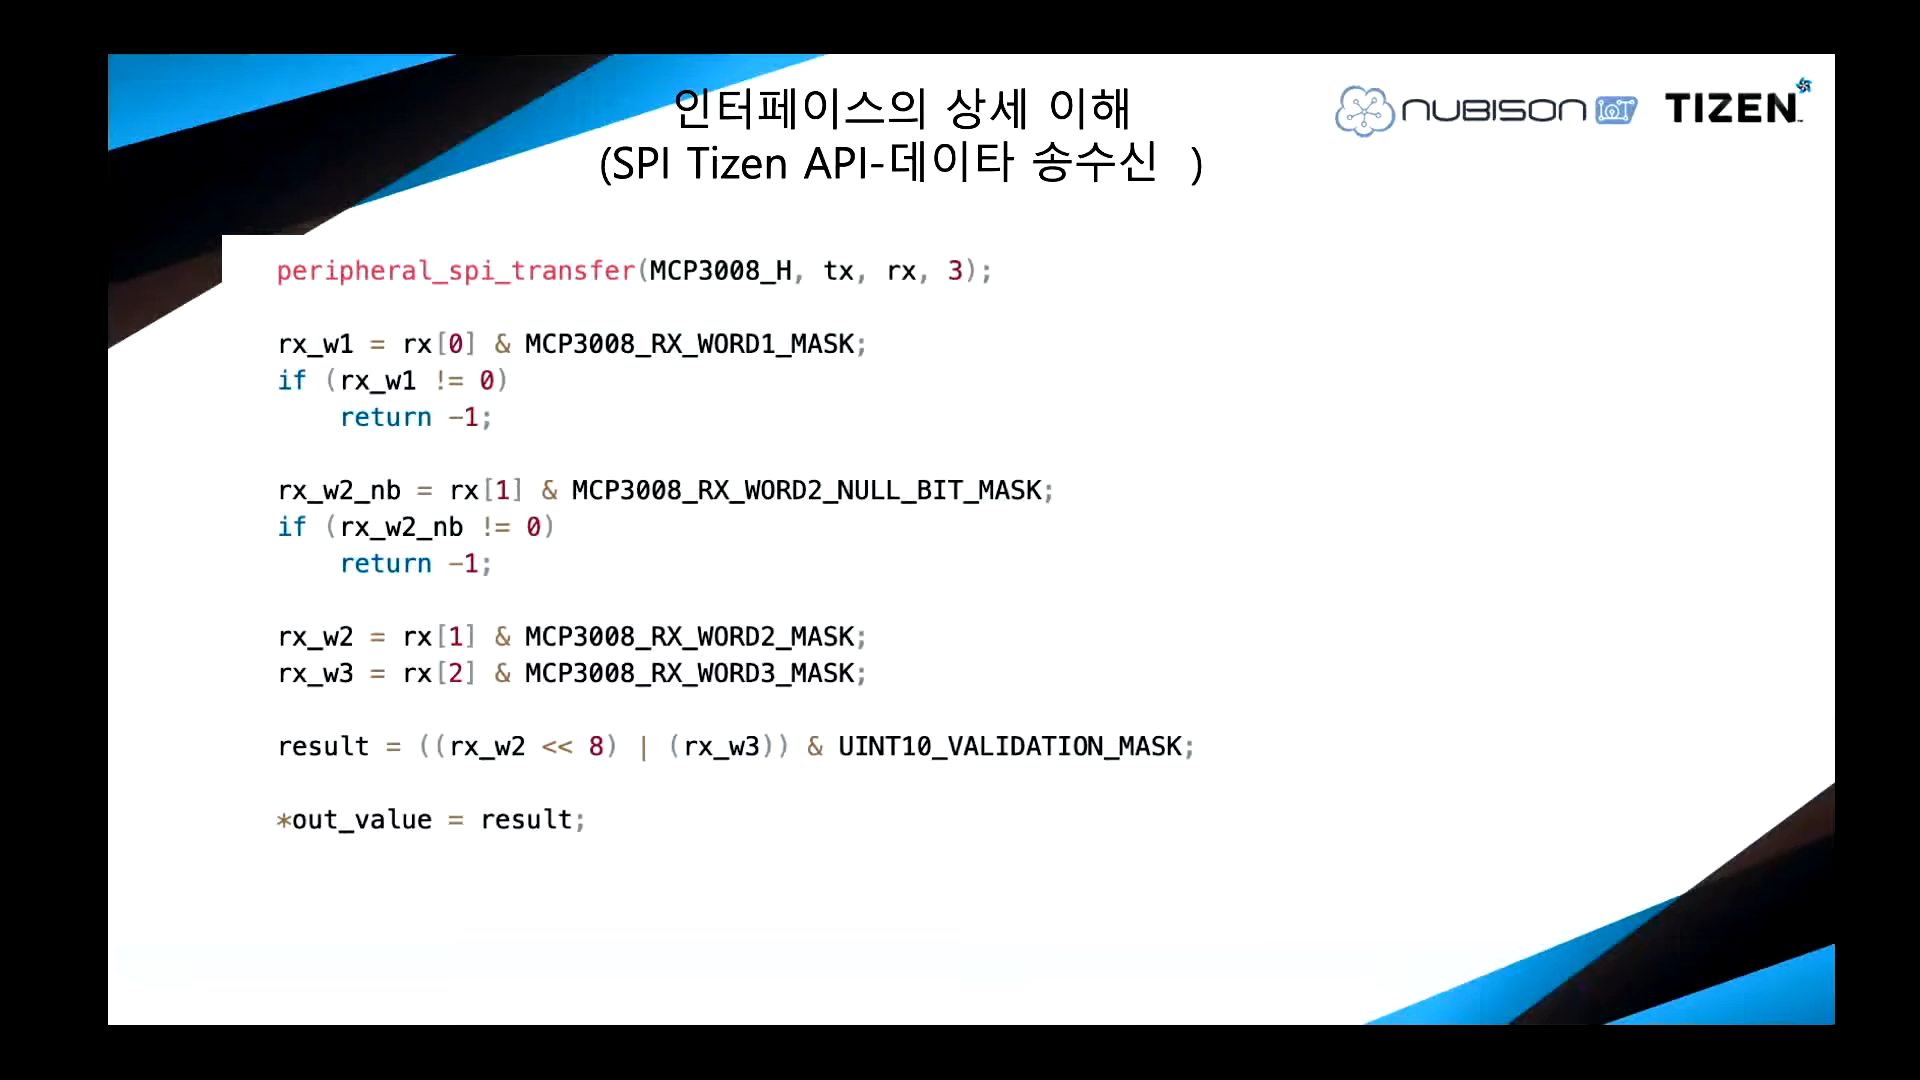 인터페이스의 상세 이해
(SPI Tizen API-데이타 송수신  )
NUBISON IOT
TIZEN™
peripheral_spi_transfer(MCP3008_H, tx, rx, 3);
rx_w1 = rx[0] & MCP3008_RX_WORD1_MASK;
if (rx_w1 != 0)
    return -1;
rx_w2_nb = rx[1] & MCP3008_RX_WORD2_NULL_BIT_MASK;
if (rx_w2_nb != 0)
    return -1;
rx_w2 = rx[1] & MCP3008_RX_WORD2_MASK;
rx_w3 = rx[2] & MCP3008_RX_WORD3_MASK;
result = ((rx_w2 << 8) | (rx_w3)) & UINT10_VALIDATION_MASK;
*out_value = result;